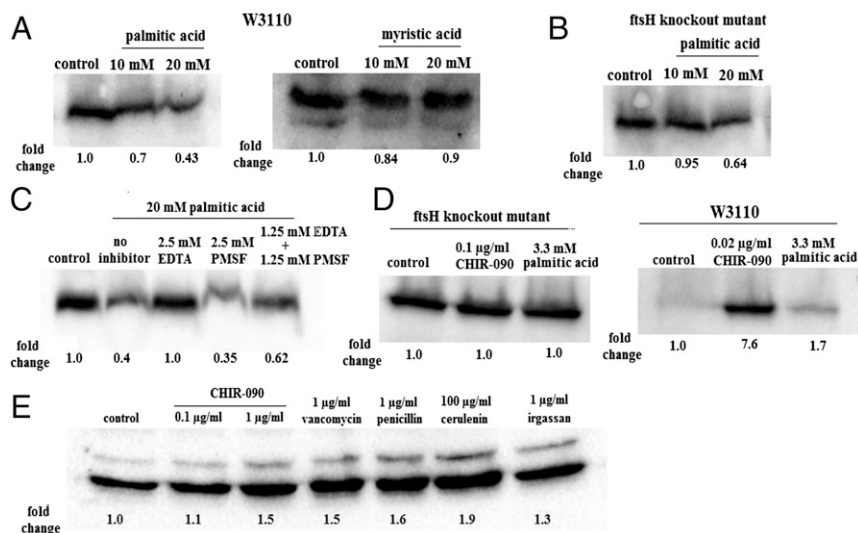 A
W3110
palmitic acid
control 10 mM 20 mM
fold
change
1.0 0.7 0.43
myristic acid
control 10 mM 20 mM
1.0 0.84 0.9
B
ftsH knockout mutant
palmitic acid
control 10 mM 20 mM
fold
change
1.0 0.95 0.64
C
20 mM palmitic acid
control
no
inhibitor
2.5 mM
EDTA
2.5 mM
PMSF
1.25 mM EDTA
+
1.25 mM PMSF
fold
change
1.0 0.4 1.0 0.35 0.62
D
ftsH knockout mutant
control
0.1 µg/ml
CHIR-090
3.3 mM
palmitic acid
fold
change
1.0 1.0 1.0
W3110
control
0.02 µg/ml
CHIR-090
3.3 mM
palmitic acid
1.0 7.6 1.7
E
control
CHIR-090
0.1 µg/ml 1 µg/ml
1 µg/ml
vancomycin
1 µg/ml
penicillin
100 µg/ml
cerulenin
1 µg/ml
irgassan
fold
change
1.0 1.1 1.5 1.5 1.6 1.9 1.3